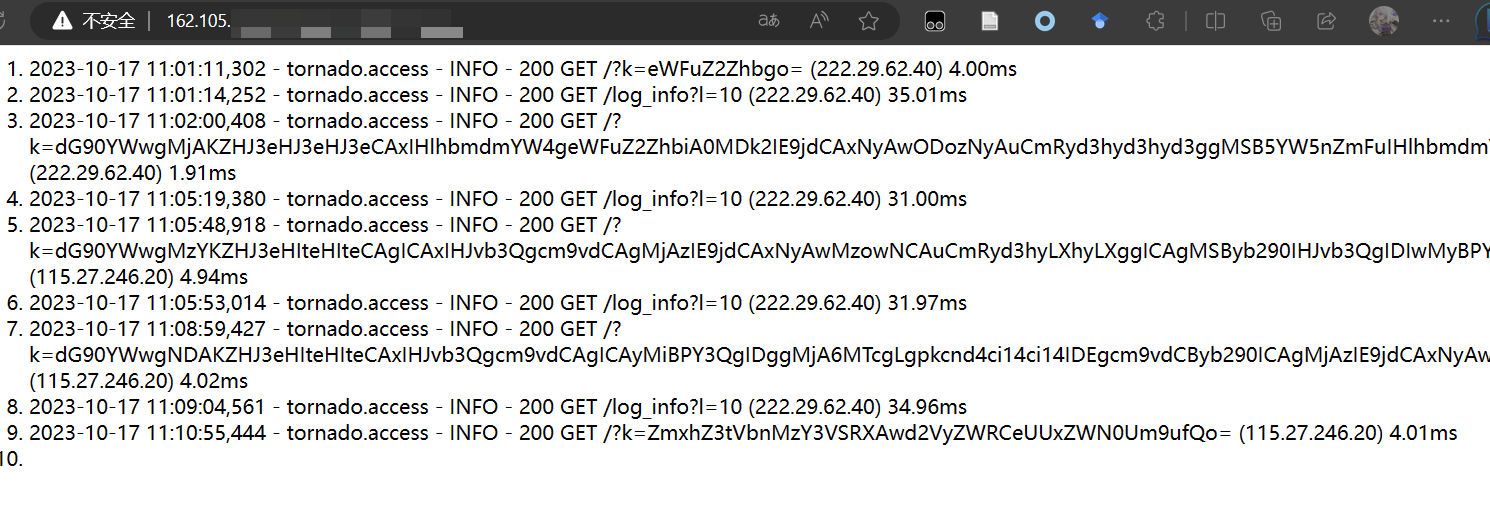 不安全 162.105.
1. 2023-10-17 11:01:11,302 - tornado.access - INFO - 200 GET /?k=eWFuZ2Zhbgo= (222.29.62.40) 4.00ms
2. 2023-10-17 11:01:14,252 - tornado.access - INFO - 200 GET /log_info?l=10 (222.29.62.40) 35.01ms
3. 2023-10-17 11:02:00,408 - tornado.access - INFO - 200 GET /?
k=dG90YWwgMjAKZHJ3eHJ3eHJ3eCAxIHlhbmdmYW4geWFuZ2ZhbiA0MDk2IE9jdCAxNyAwODozNyAuCmRyd3hyd3hyd3ggMSB5YW5nZmFuIHlhbmdm
(222.29.62.40) 1.91ms
4. 2023-10-17 11:05:19,380 - tornado.access - INFO - 200 GET /log_info?l=10 (222.29.62.40) 31.00ms
5. 2023-10-17 11:05:48,918 - tornado.access - INFO - 200 GET /?
k=dG90YWwgMzYKZHJ3eHIteHIteCAgICAxIHJvb3Qgcm9vdCAgMjAzIE9jdCAxNyAwMzowNCAuCmRyd3hyLXhyLXggICAgMSByb290IHJvb3QgIDIwMyBPY
(115.27.246.20) 4.94ms
6. 2023-10-17 11:05:53,014 - tornado.access - INFO - 200 GET /log_info?l=10 (222.29.62.40) 31.97ms
7. 2023-10-17 11:08:59,427 - tornado.access - INFO - 200 GET /?
k=dG90YWwgNDAKZHJ3eHIteHIteCAxIHJvb3Qgcm9vdCAgICAyMiBPY3QgIDggMjA6MTcgLgpkcnd4ci14ci14IDEgcm9vdCByb290ICAgMjAzIE9jdCAxNyAw
(115.27.246.20) 4.02ms
8. 2023-10-17 11:09:04,561 - tornado.access - INFO - 200 GET /log_info?l=10 (222.29.62.40) 34.96ms
9. 2023-10-17 11:10:55,444 - tornado.access - INFO - 200 GET /?k=ZmxhZ3tVbnMzY3VSRXAwd2VyZWRCeUUxZWN0Um9ufQo= (115.27.246.20) 4.01ms
10.